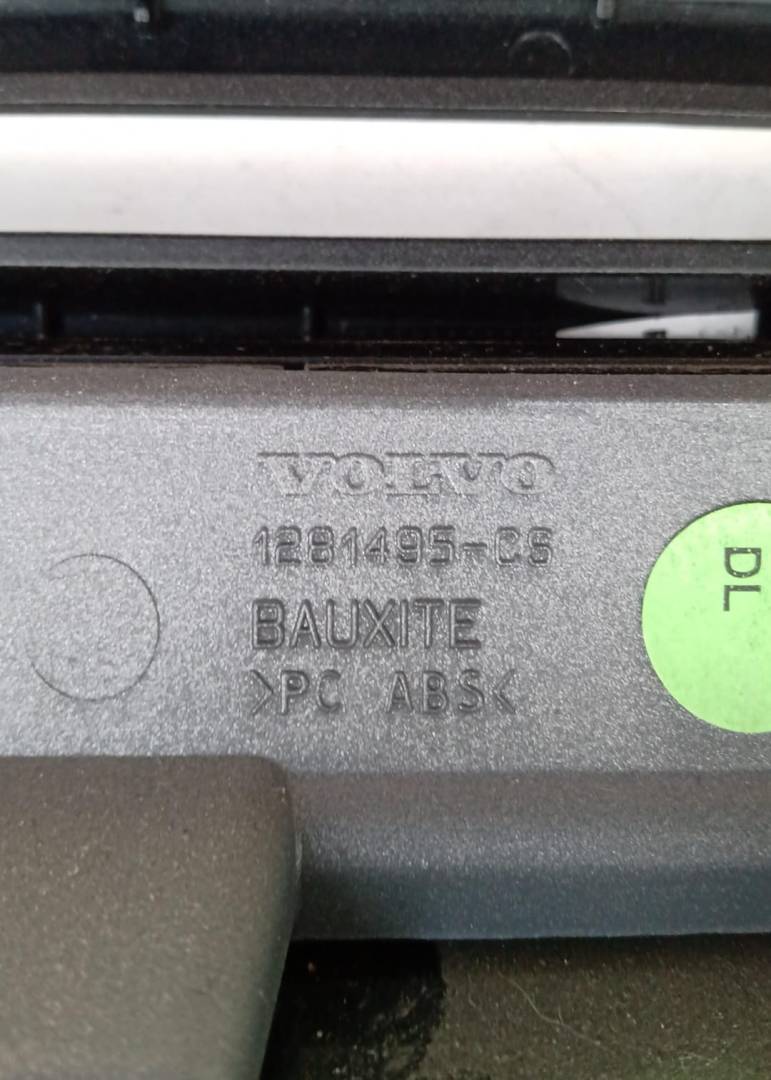 VOLVO
1281495-CS
BAUXITE
>PC ABS<
DL